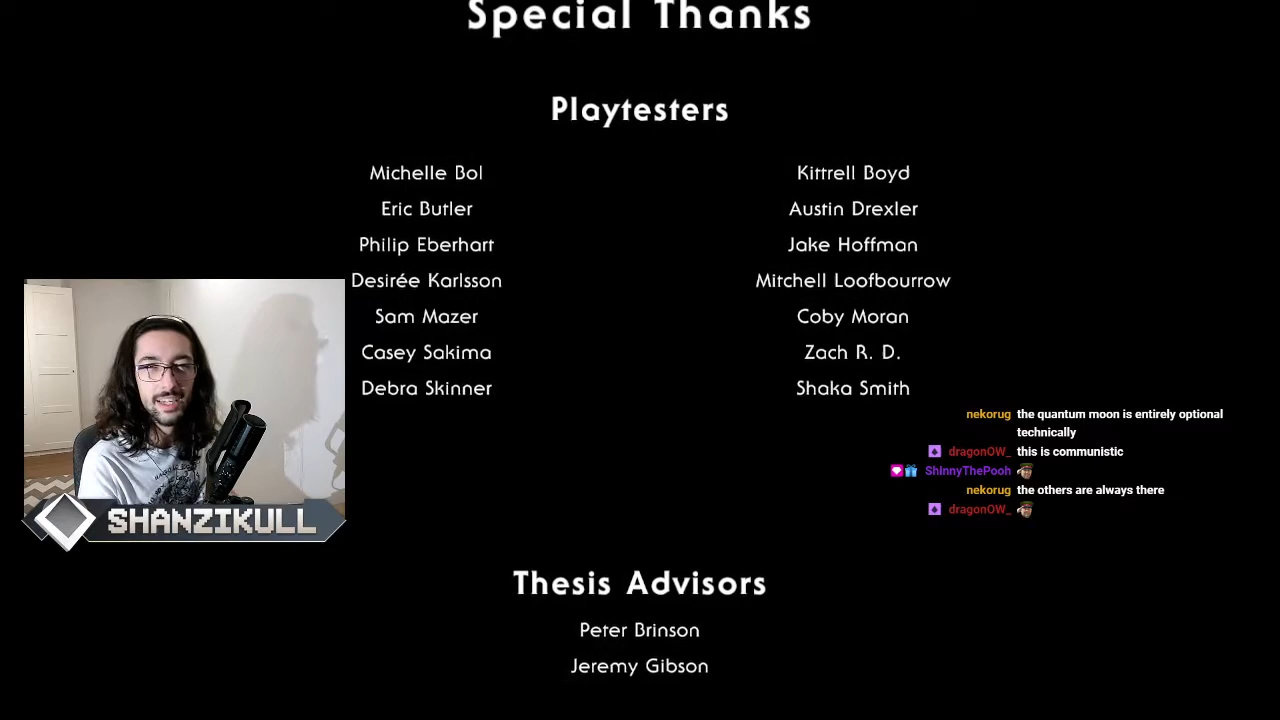 Special Thanks
Playtesters
Michelle Bol
Kittrell Boyd
Eric Butler
Austin Drexler
Philip Eberhart
Jake Hoffman
Desirée Karlsson
Mitchell Loofbourrow
Sam Mazer
Coby Moran
Casey Sakima
Zach R. D.
Debra Skinner
Shaka Smith
nekorug the quantum moon is entirely optional
technically
dragonOW_ this is communistic
ShInnyThePooh
nekorug the others are always there
dragonOW_
SHANZIKULL
Thesis Advisors
Peter Brinson
Jeremy Gibson